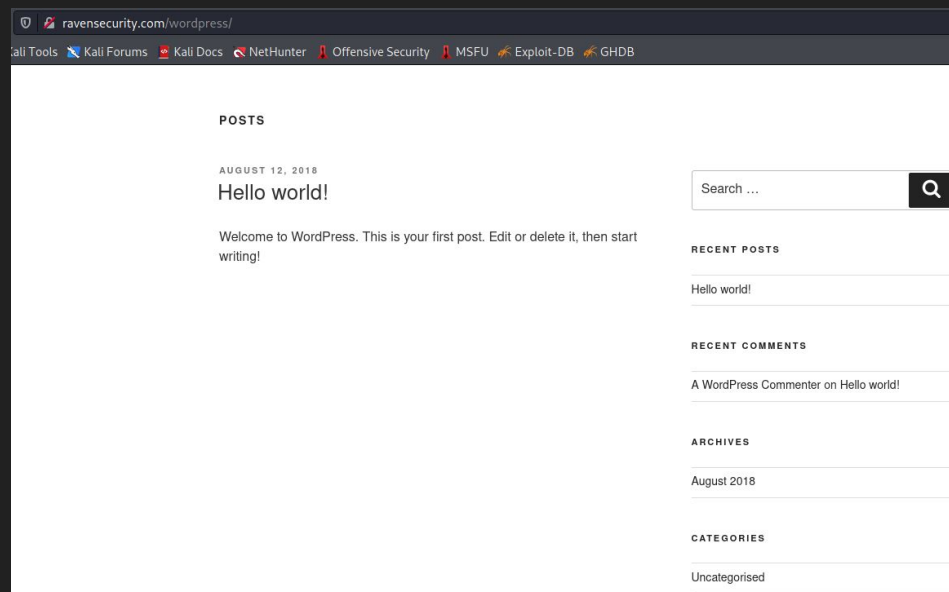 ravensecurity.com/wordpress/
Kali Tools Kali Forums Kali Docs NetHunter Offensive Security MSFU Exploit-DB GHDB
POSTS
AUGUST 12, 2018
Hello world!
Welcome to WordPress. This is your first post. Edit or delete it, then start
writing!
Search …
RECENT POSTS
Hello world!
RECENT COMMENTS
A WordPress Commenter on Hello world!
ARCHIVES
August 2018
CATEGORIES
Uncategorised